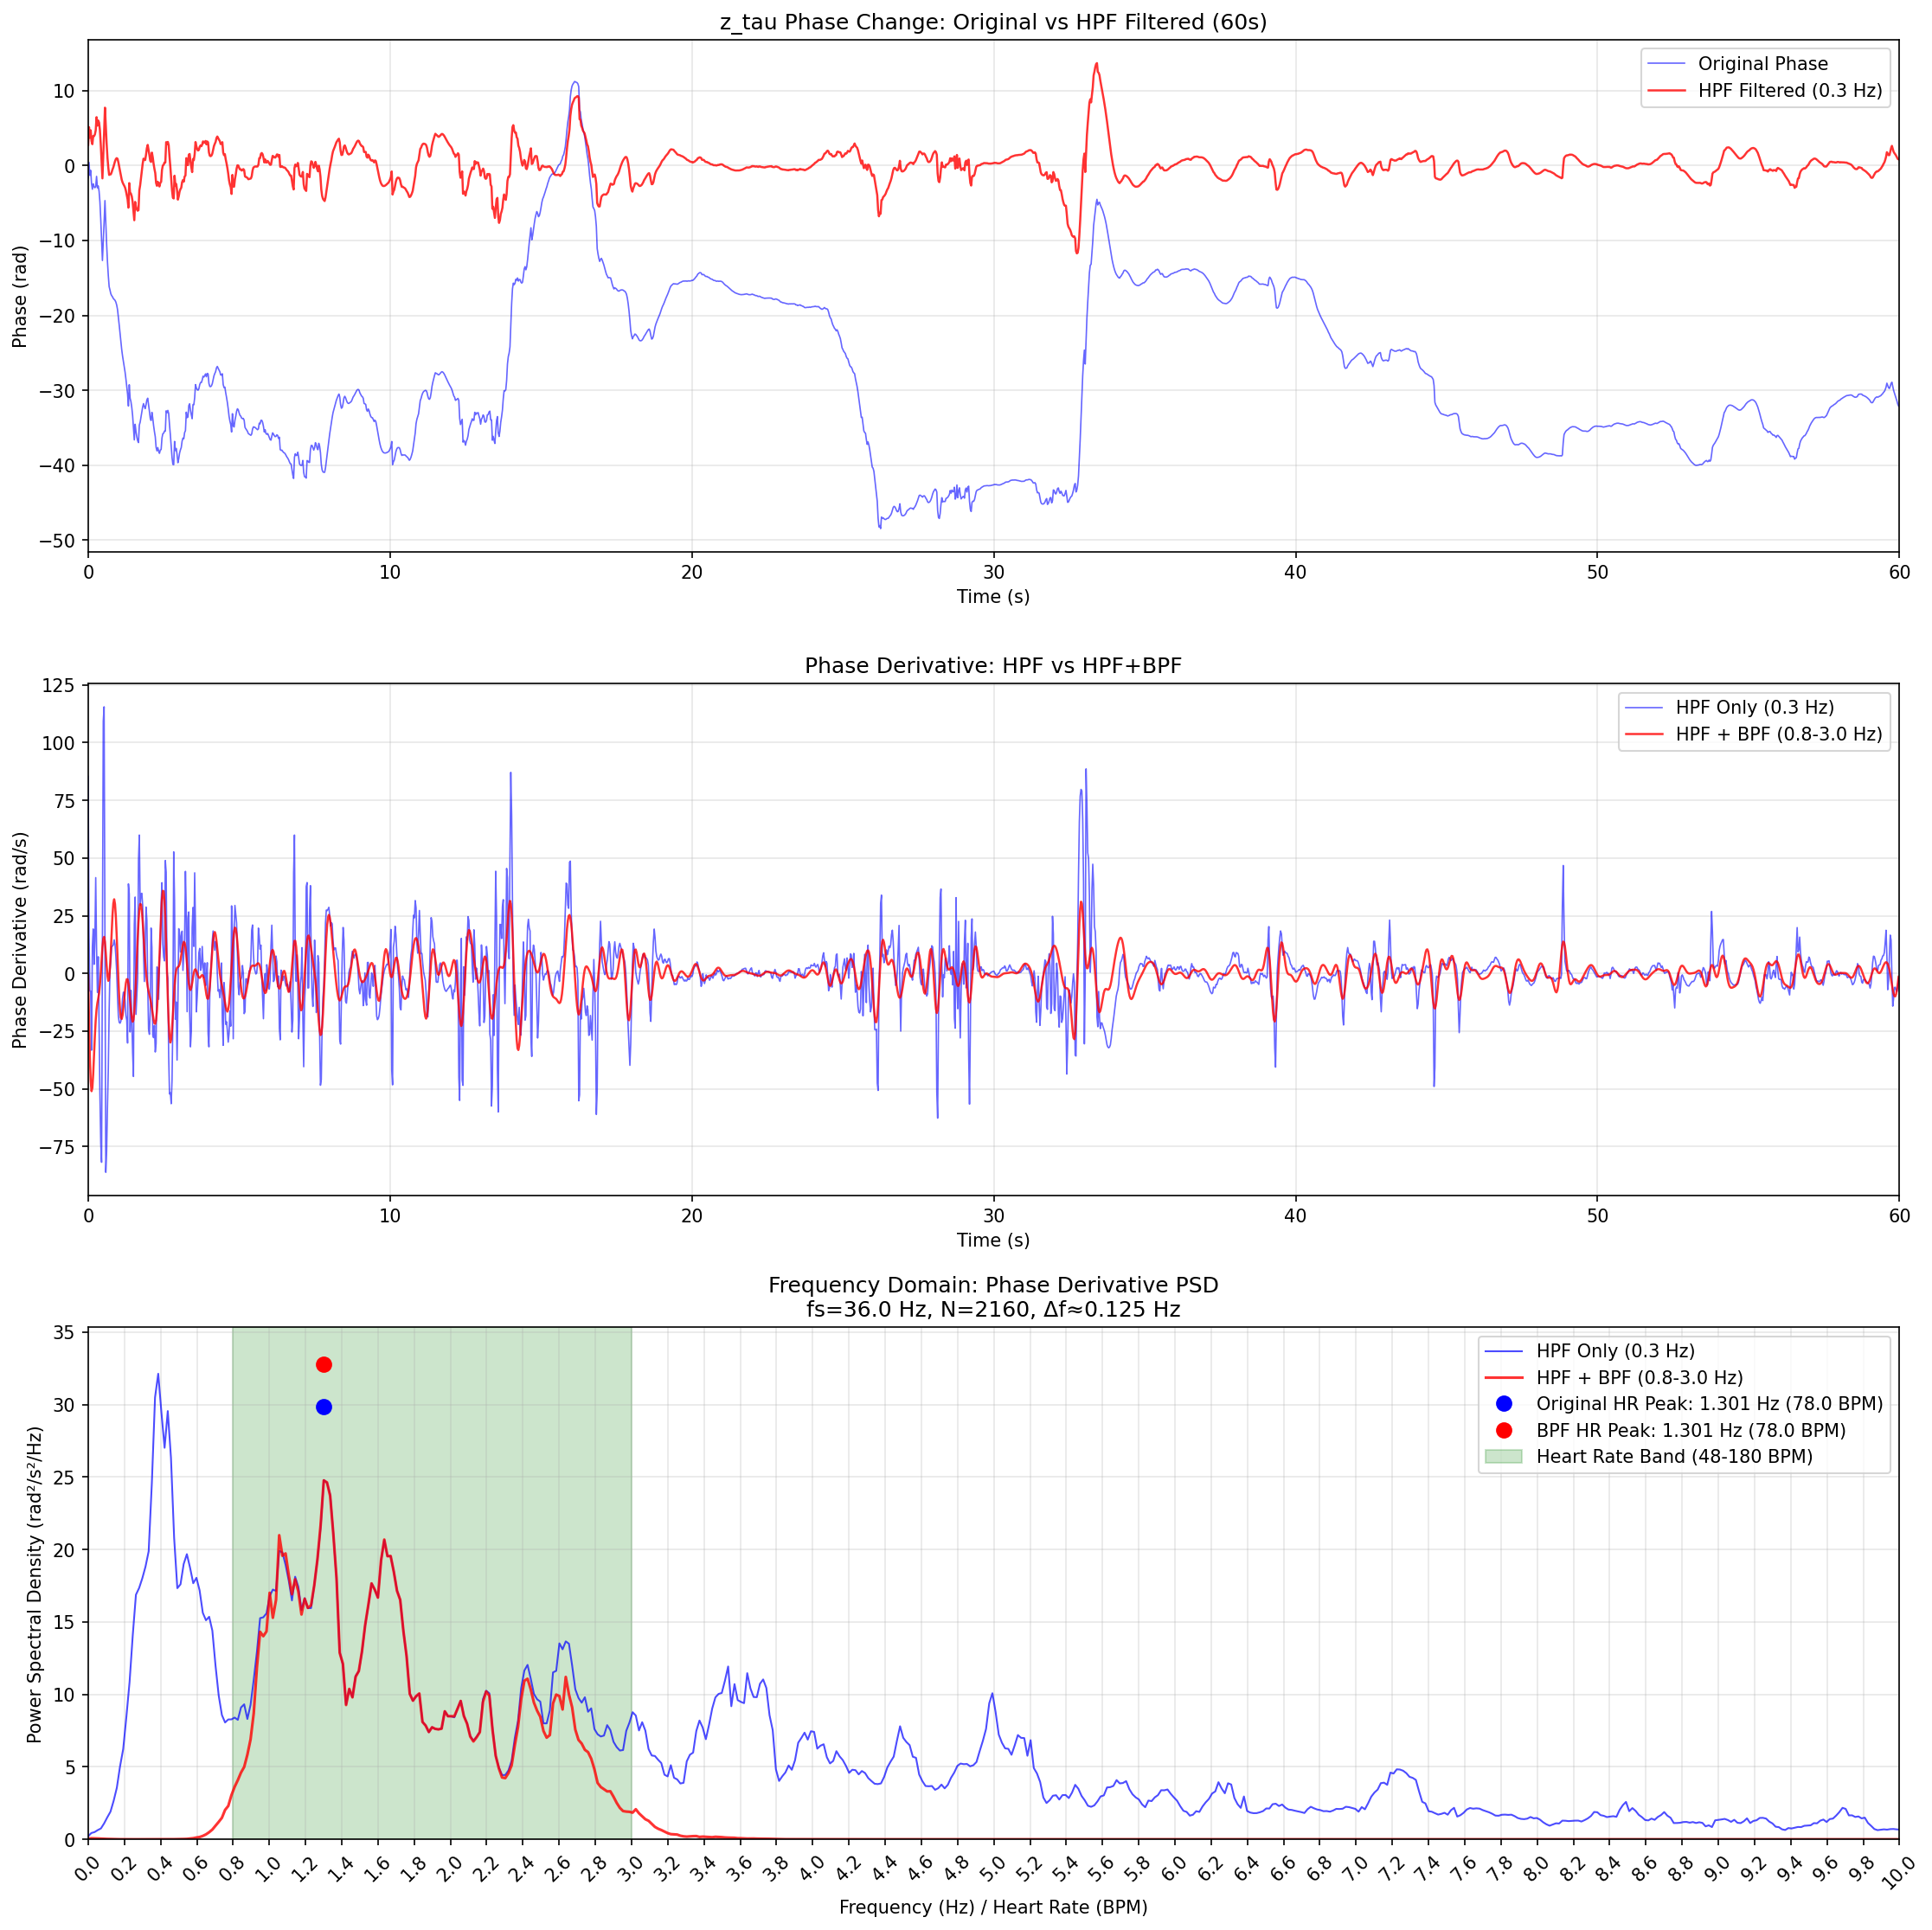 z_tau Phase Change: Original vs HPF Filtered (60s)
Original Phase
HPF Filtered (0.3 Hz)
Phase (rad)
10
0
−10
−20
−30
−40
−50
0 10 20 30 40 50 60
Time (s)
Phase Derivative: HPF vs HPF+BPF
HPF Only (0.3 Hz)
HPF + BPF (0.8-3.0 Hz)
Phase Derivative (rad/s)
125
100
75
50
25
0
−25
−50
−75
0 10 20 30 40 50 60
Time (s)
Frequency Domain: Phase Derivative PSD
fs=36.0 Hz, N=2160, Δf≈0.125 Hz
HPF Only (0.3 Hz)
HPF + BPF (0.8-3.0 Hz)
Original HR Peak: 1.301 Hz (78.0 BPM)
BPF HR Peak: 1.301 Hz (78.0 BPM)
Heart Rate Band (48-180 BPM)
Power Spectral Density (rad²/s²/Hz)
35
30
25
20
15
10
5
0
0.0 0.2 0.4 0.6 0.8 1.0 1.2 1.4 1.6 1.8 2.0 2.2 2.4 2.6 2.8 3.0 3.2 3.4 3.6 3.8 4.0 4.2 4.4 4.6 4.8 5.0 5.2 5.4 5.6 5.8 6.0 6.2 6.4 6.6 6.8 7.0 7.2 7.4 7.6 7.8 8.0 8.2 8.4 8.6 8.8 9.0 9.2 9.4 9.6 9.8 10.0
Frequency (Hz) / Heart Rate (BPM)